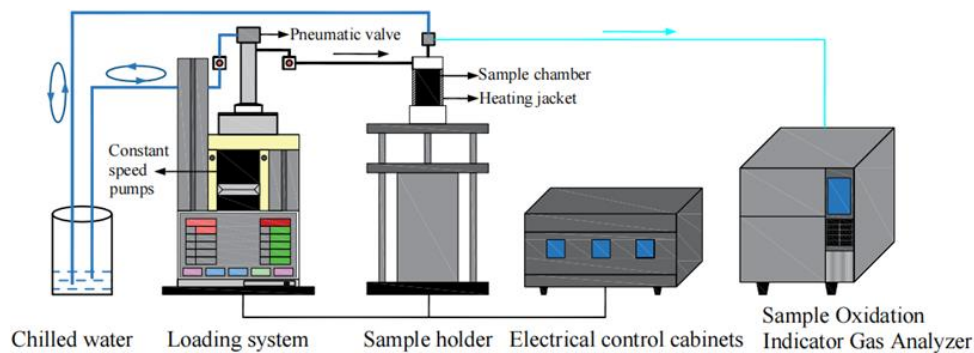 Pneumatic valve
Sample chamber
Heating jacket
Constant
speed
pumps
Chilled water
Loading system
Sample holder
Electrical control cabinets
Sample Oxidation
Indicator Gas Analyzer